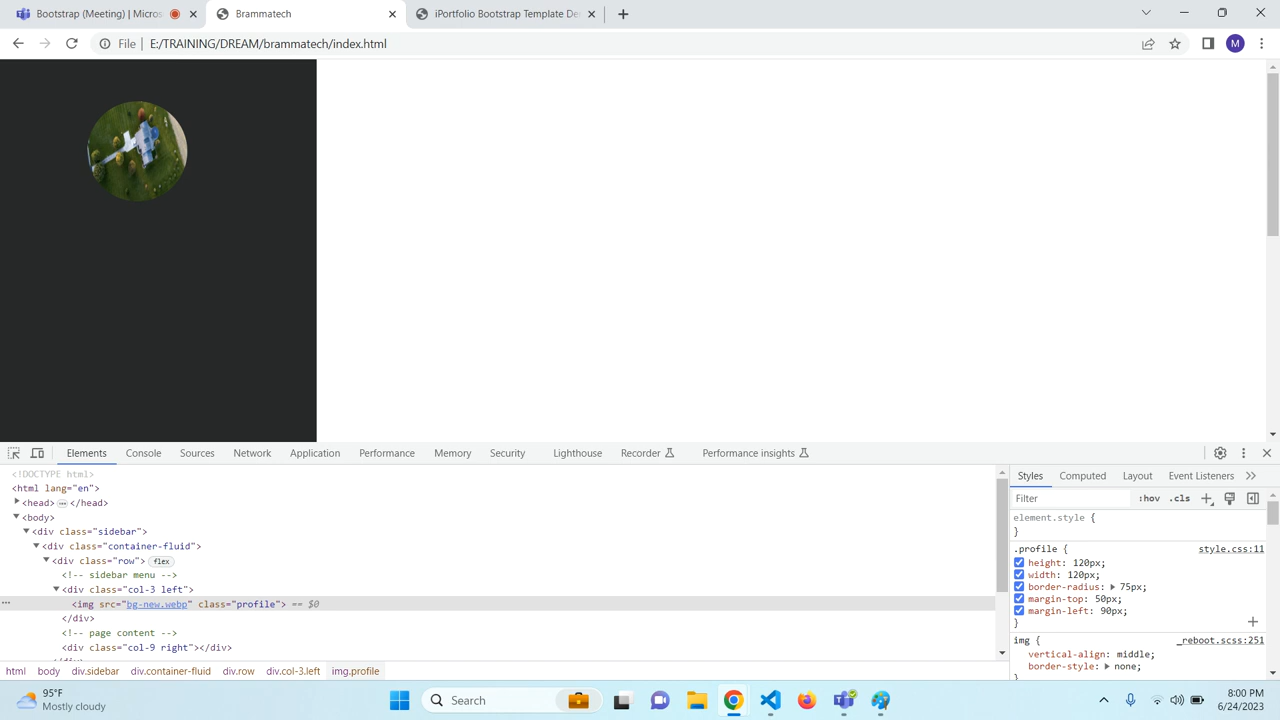 Bootstrap (Meeting) | Micros
Brammatech
iPortfolio Bootstrap Template De
File | E:/TRAINING/DREAM/brammatech/index.html
M
Elements Console Sources Network Application Performance Memory Security Lighthouse Recorder Performance insights
<!DOCTYPE html>
<html lang="en">
<head> ⋯ </head>
<body>
<div class="sidebar">
<div class="container-fluid">
<div class="row"> flex
<!-- sidebar menu -->
<div class="col-3 left">
<img src="bg-new.webp" class="profile"> == $0
</div>
<!-- page content -->
<div class="col-9 right"></div>
html body div.sidebar div.container-fluid div.row div.col-3.left img.profile
Styles Computed Layout Event Listeners
Filter :hov .cls
element.style {
}
.profile { style.css:11
height: 120px;
width: 120px;
border-radius: 75px;
margin-top: 50px;
margin-left: 90px;
}
img { _reboot.scss:251
vertical-align: middle;
border-style: none;
95°F
Mostly cloudy
Search
8:00 PM
6/24/2023